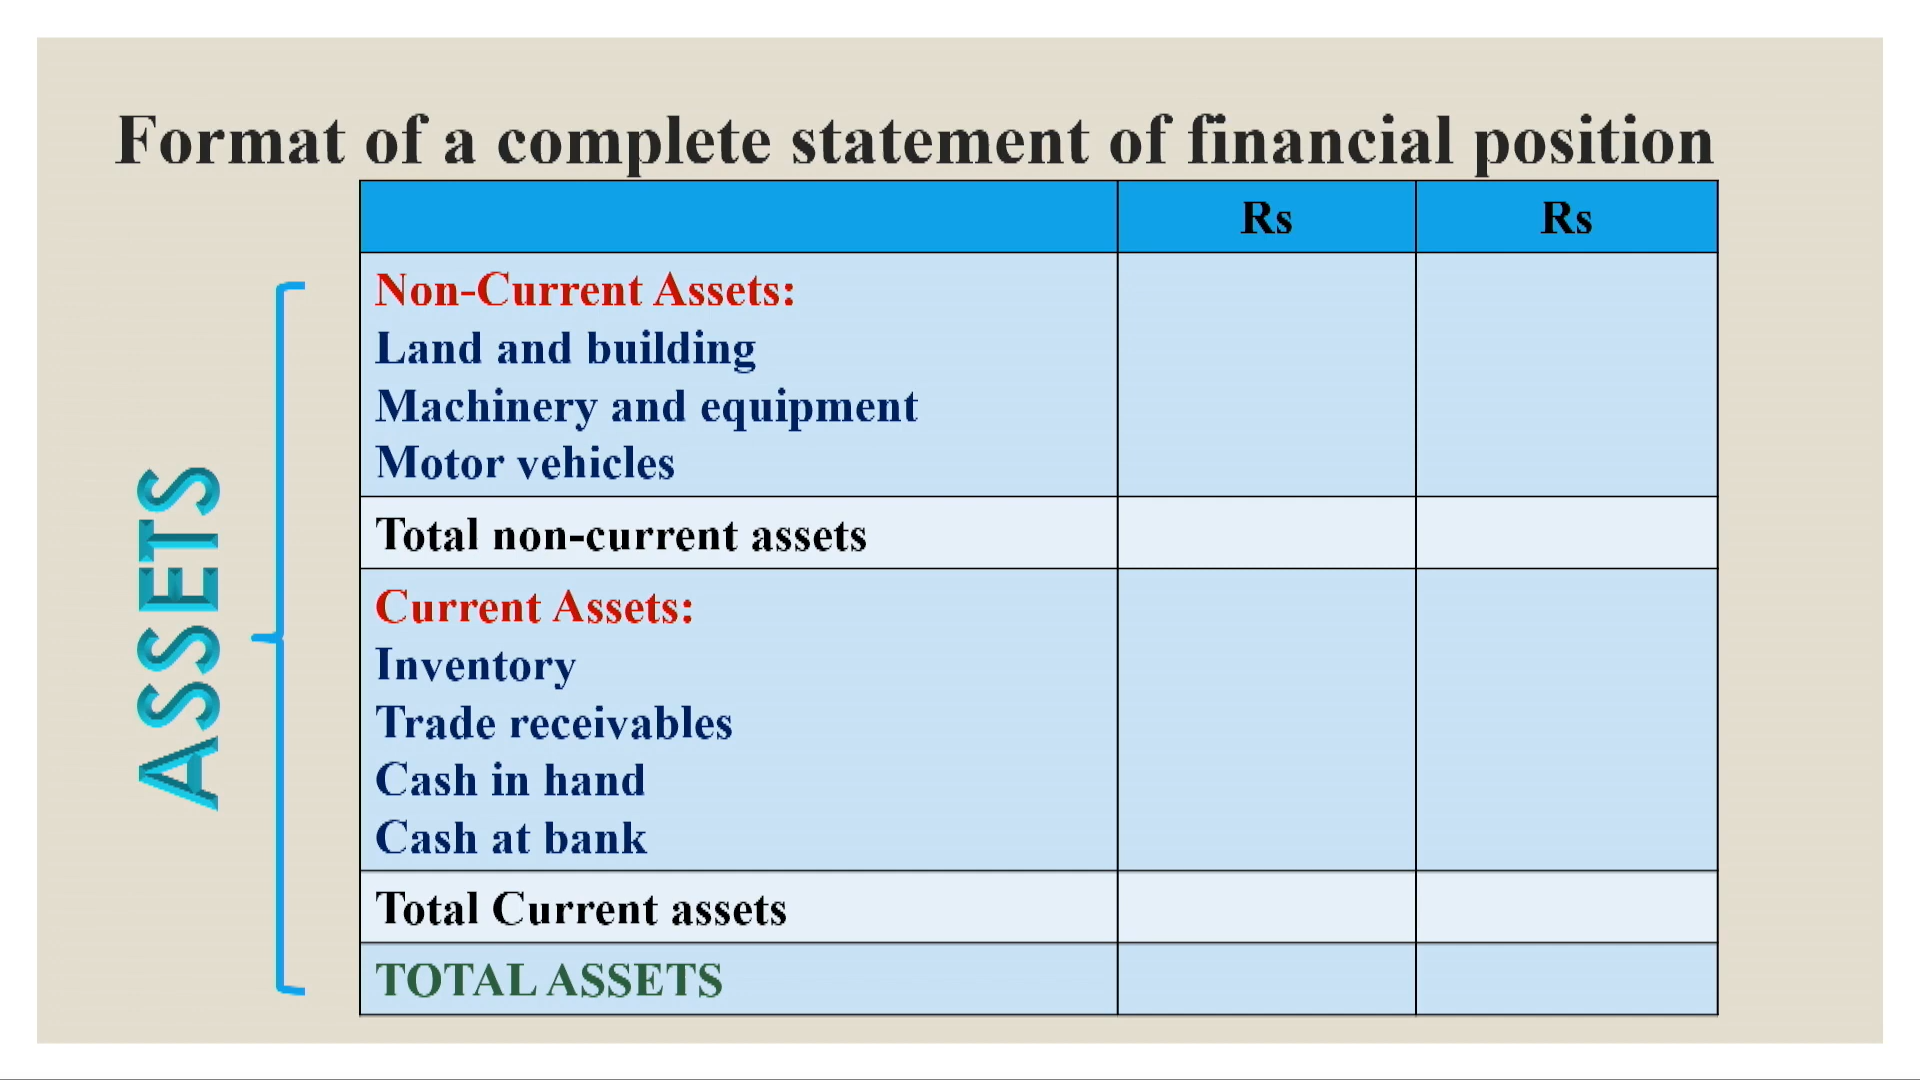 Format of a complete statement of financial position
Rs
Rs
Non-Current Assets:
Land and building
Machinery and equipment
Motor vehicles
Total non-current assets
Current Assets:
Inventory
Trade receivables
Cash in hand
Cash at bank
Total Current assets
TOTAL ASSETS
ASSETS